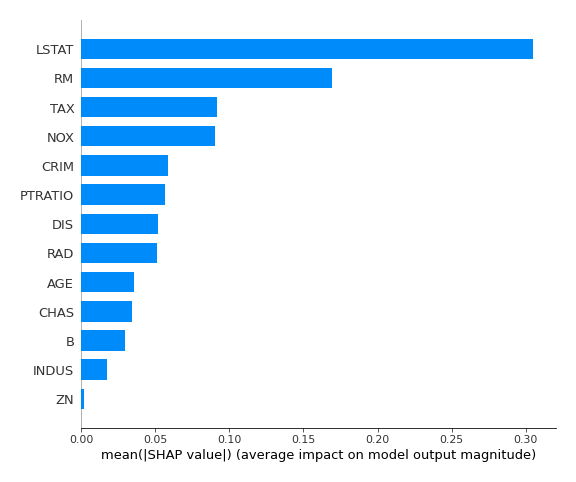 LSTAT
RM
TAX
NOX
CRIM
PTRATIO
DIS
RAD
AGE
CHAS
B
INDUS
ZN
0.00 0.05 0.10 0.15 0.20 0.25 0.30
mean(|SHAP value|) (average impact on model output magnitude)